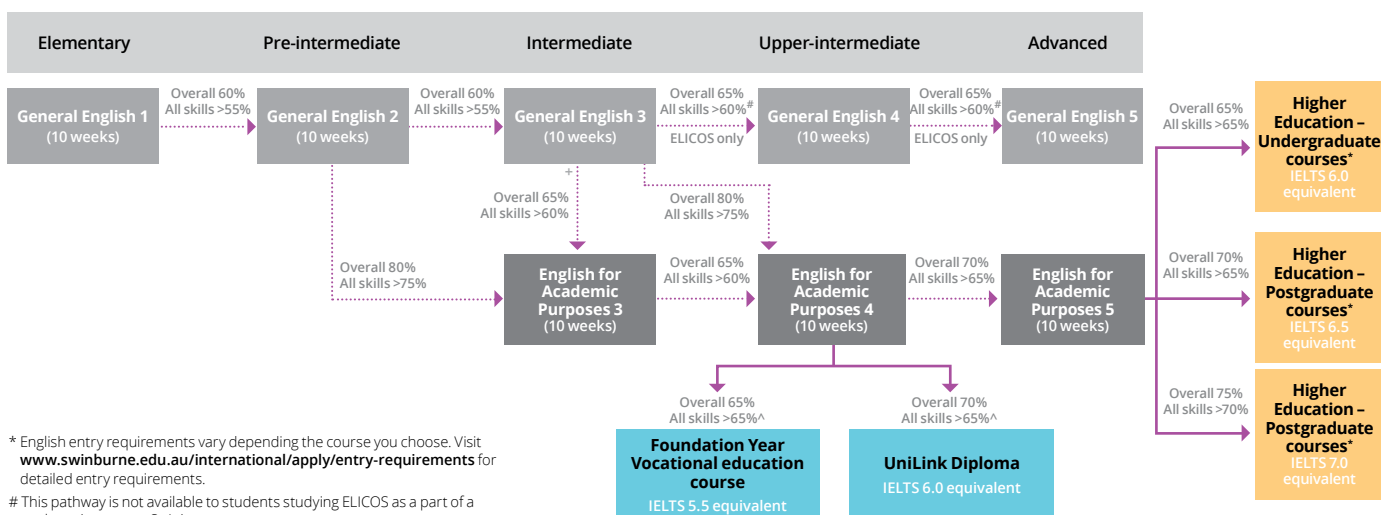 Elementary
Pre-intermediate
Intermediate
Upper-intermediate
Advanced
General English 1
(10 weeks)
Overall 60%
All skills >55%
General English 2
(10 weeks)
Overall 60%
All skills >55%
General English 3
(10 weeks)
Overall 65%
All skills >60%#
ELICOS only
General English 4
(10 weeks)
Overall 65%
All skills >60%#
ELICOS only
General English 5
(10 weeks)
+
Overall 65%
All skills >60%
Overall 80%
All skills >75%
Overall 80%
All skills >75%
English for
Academic
Purposes 3
(10 weeks)
Overall 65%
All skills >60%
English for
Academic
Purposes 4
(10 weeks)
Overall 70%
All skills >65%
English for
Academic
Purposes 5
(10 weeks)
Overall 65%
All skills >65%
Higher
Education –
Undergraduate
courses*
IELTS 6.0
equivalent
Overall 70%
All skills >65%
Higher
Education –
Postgraduate
courses*
IELTS 6.5
equivalent
Overall 75%
All skills >70%
Higher
Education –
Postgraduate
courses*
IELTS 7.0
equivalent
Overall 65%
All skills >65%^
Foundation Year
Vocational education
course
IELTS 5.5 equivalent
Overall 70%
All skills >65%^
UniLink Diploma
IELTS 6.0 equivalent
* English entry requirements vary depending the course you choose. Visit
www.swinburne.edu.au/international/apply/entry-requirements for
detailed entry requirements.
# This pathway is not available to students studying ELICOS as a part of a